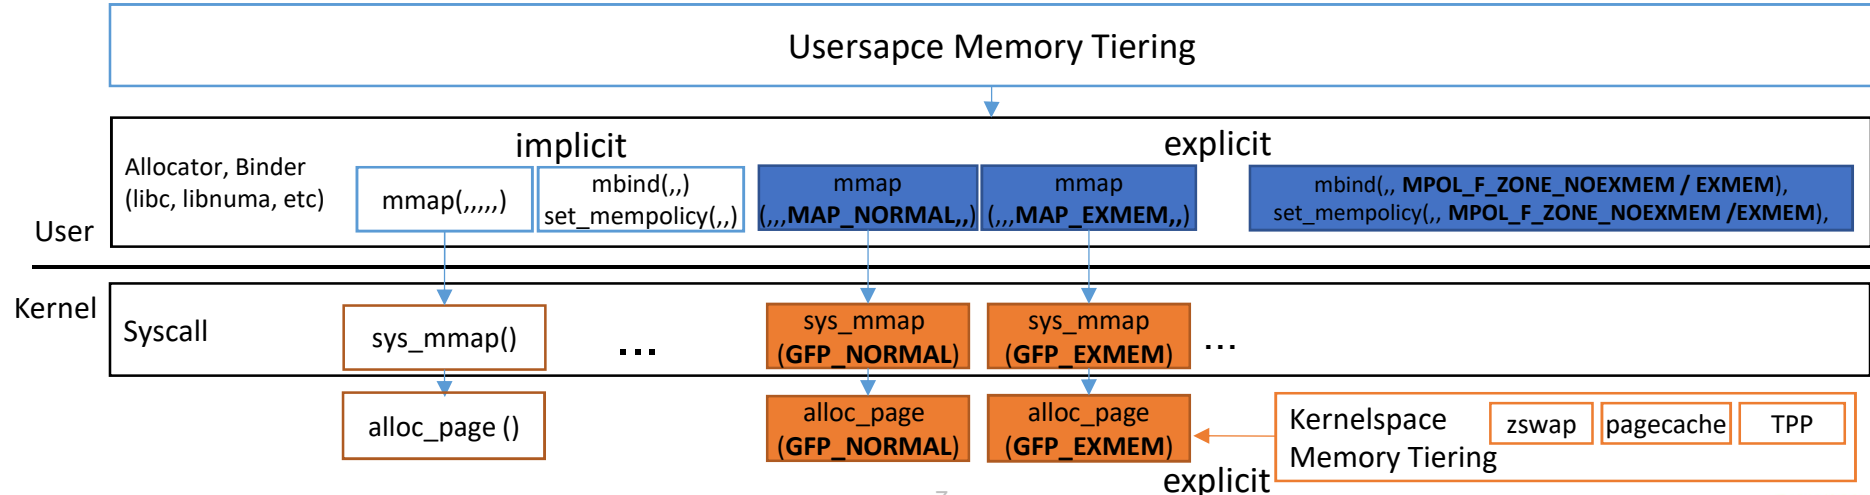 Usersapce Memory Tiering
implicit
explicit
Allocator, Binder
(libc, libnuma, etc)
mmap(,,,,,)
mbind(,,)
set_mempolicy(,,)
mmap
(,,,MAP_NORMAL,,)
mmap
(,,,MAP_EXMEM,,)
mbind(,, MPOL_F_ZONE_NOEXMEM / EXMEM),
set_mempolicy(,, MPOL_F_ZONE_NOEXMEM /EXMEM),
User
Kernel
Syscall
sys_mmap()
...
sys_mmap
(GFP_NORMAL)
sys_mmap
(GFP_EXMEM)
...
alloc_page ()
alloc_page
(GFP_NORMAL)
alloc_page
(GFP_EXMEM)
Kernelspace
Memory Tiering
zswap
pagecache
TPP
explicit